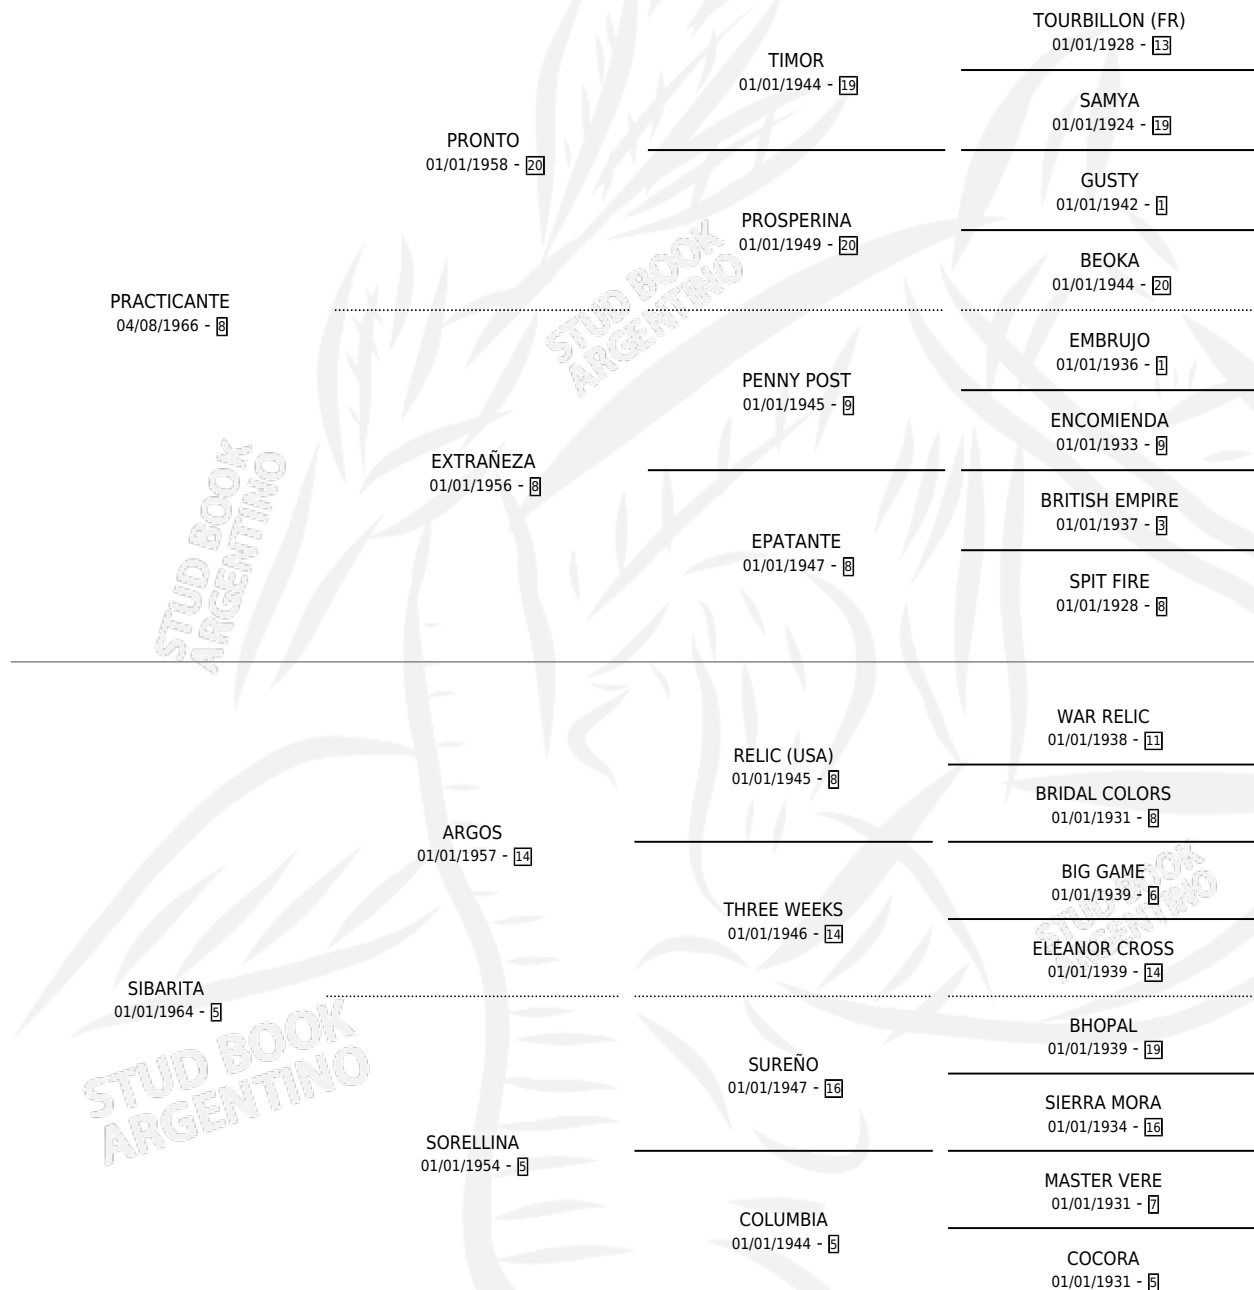 TOURBILLON (FR)
01/01/1928 - 13
TIMOR
01/01/1944 - 19
SAMYA
01/01/1924 - 19
PRONTO
01/01/1958 - 20
GUSTY
01/01/1942 - 1
PROSPERINA
01/01/1949 - 20
BEOKA
01/01/1944 - 20
PRACTICANTE
04/08/1966 - 8
EMBRUJO
01/01/1936 - 1
PENNY POST
01/01/1945 - 9
ENCOMIENDA
01/01/1933 - 9
EXTRAÑEZA
01/01/1956 - 8
BRITISH EMPIRE
01/01/1937 - 3
EPATANTE
01/01/1947 - 8
SPIT FIRE
01/01/1928 - 8
WAR RELIC
01/01/1938 - 11
RELIC (USA)
01/01/1945 - 8
BRIDAL COLORS
01/01/1931 - 8
ARGOS
01/01/1957 - 14
BIG GAME
01/01/1939 - 6
THREE WEEKS
01/01/1946 - 14
ELEANOR CROSS
01/01/1939 - 14
SIBARITA
01/01/1964 - 5
BHOPAL
01/01/1939 - 19
SUREÑO
01/01/1947 - 16
SIERRA MORA
01/01/1934 - 16
SORELLINA
01/01/1954 - 5
MASTER VERE
01/01/1931 - 7
COLUMBIA
01/01/1944 - 5
COCORA
01/01/1931 - 5
STUD BOOK
ARGENTINO
STUD BOOK
ARGENTINO
STUD BOOK
ARGENTINO
STUD BOOK
ARGENTINO